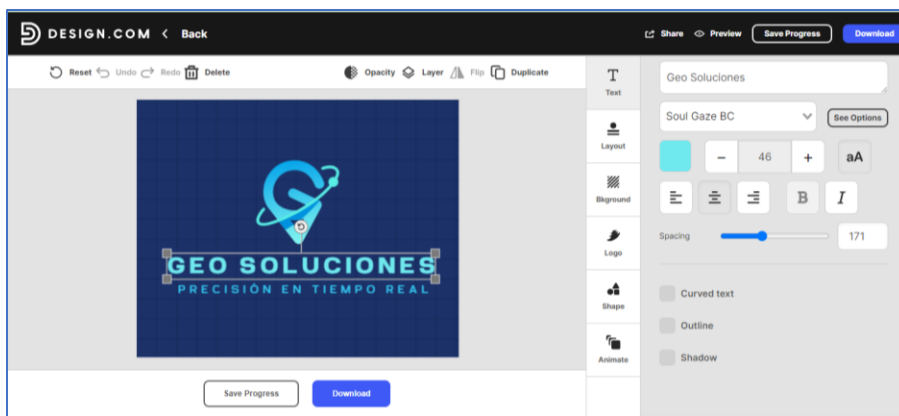 DESIGN.COM < Back
Share Preview Save Progress Download
Reset Undo Redo Delete Opacity Layer Flip Duplicate
GEO SOLUCIONES
PRECISIÓN EN TIEMPO REAL
Save Progress Download
Text
Layout
Bkground
Logo
Shape
Animate
Geo Soluciones
Soul Gaze BC See Options
− 46 + aA
B I
Spacing 171
Curved text
Outline
Shadow